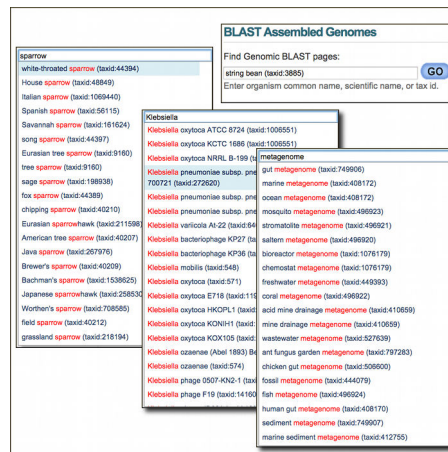 BLAST Assembled Genomes
Find Genomic BLAST pages:
string bean (taxid:3885)
GO
Enter organism common name, scientific name, or tax id.
sparrow
white-throated sparrow (taxid:44394)
House sparrow (taxid:48849)
Italian sparrow (taxid:1069440)
Spanish sparrow (taxid:56115)
Savannah sparrow (taxid:161624)
song sparrow (taxid:44397)
Eurasian tree sparrow (taxid:9160)
tree sparrow (taxid:9160)
sage sparrow (taxid:198938)
fox sparrow (taxid:44389)
chipping sparrow (taxid:40210)
Eurasian sparrowhawk (taxid:211598)
American tree sparrow (taxid:40207)
Java sparrow (taxid:267976)
Brewer's sparrow (taxid:40209)
Bachman's sparrow (taxid:1538625)
Japanese sparrowhawk (taxid:258530
Worthen's sparrow (taxid:708585)
field sparrow (taxid:40212)
grassland sparrow (taxid:218194)
Klebsiella
Klebsiella oxytoca ATCC 8724 (taxid:1006551)
Klebsiella oxytoca KCTC 1686 (taxid:1006551)
Klebsiella oxytoca NRRL B-199 (
Klebsiella pneumoniae subsp. pne
700721 (taxid:272620)
Klebsiella pneumoniae subsp. pne
Klebsiella pneumoniae subsp. pne
Klebsiella variicola At-22 (taxid:64
Klebsiella bacteriophage KP27 (
Klebsiella bacteriophage KP36 (
Klebsiella mobilis (taxid:548)
Klebsiella oxytoca (taxid:571)
Klebsiella oxytoca E718 (taxid:119
Klebsiella oxytoca HKOPL1 (taxid:
Klebsiella oxytoca KONIH1 (taxid:
Klebsiella oxytoca KOX105 (taxid:
Klebsiella ozaenae (Abel 1893) Be
Klebsiella ozaenae (taxid:574)
Klebsiella phage 0507-KN2-1 (taxi
Klebsiella phage F19 (taxid:14160
metagenome
gut metagenome (taxid:749906)
marine metagenome (taxid:408172)
ocean metagenome (taxid:408172)
mosquito metagenome (taxid:496923)
stromatolite metagenome (taxid:496921)
saltern metagenome (taxid:496920)
bioreactor metagenome (taxid:1076179)
chemostat metagenome (taxid:1076179)
freshwater metagenome (taxid:449393)
coral metagenome (taxid:496922)
acid mine drainage metagenome (taxid:410659)
mine drainage metagenome (taxid:410659)
wastewater metagenome (taxid:527639)
ant fungus garden metagenome (taxid:797283)
chicken gut metagenome (taxid:506600)
fossil metagenome (taxid:444079)
fish metagenome (taxid:496924)
human gut metagenome (taxid:408170)
sediment metagenome (taxid:749907)
marine sediment metagenome (taxid:412755)